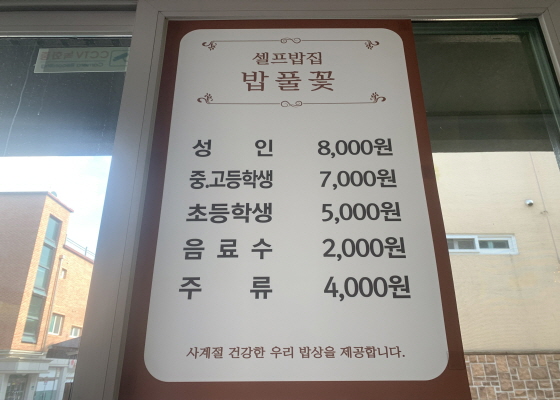 셀프밥집
밥풀꽃
성 인 8,000원
중.고등학생 7,000원
초등학생 5,000원
음 료 수 2,000원
주 류 4,000원
사계절 건강한 우리 밥상을 제공합니다.